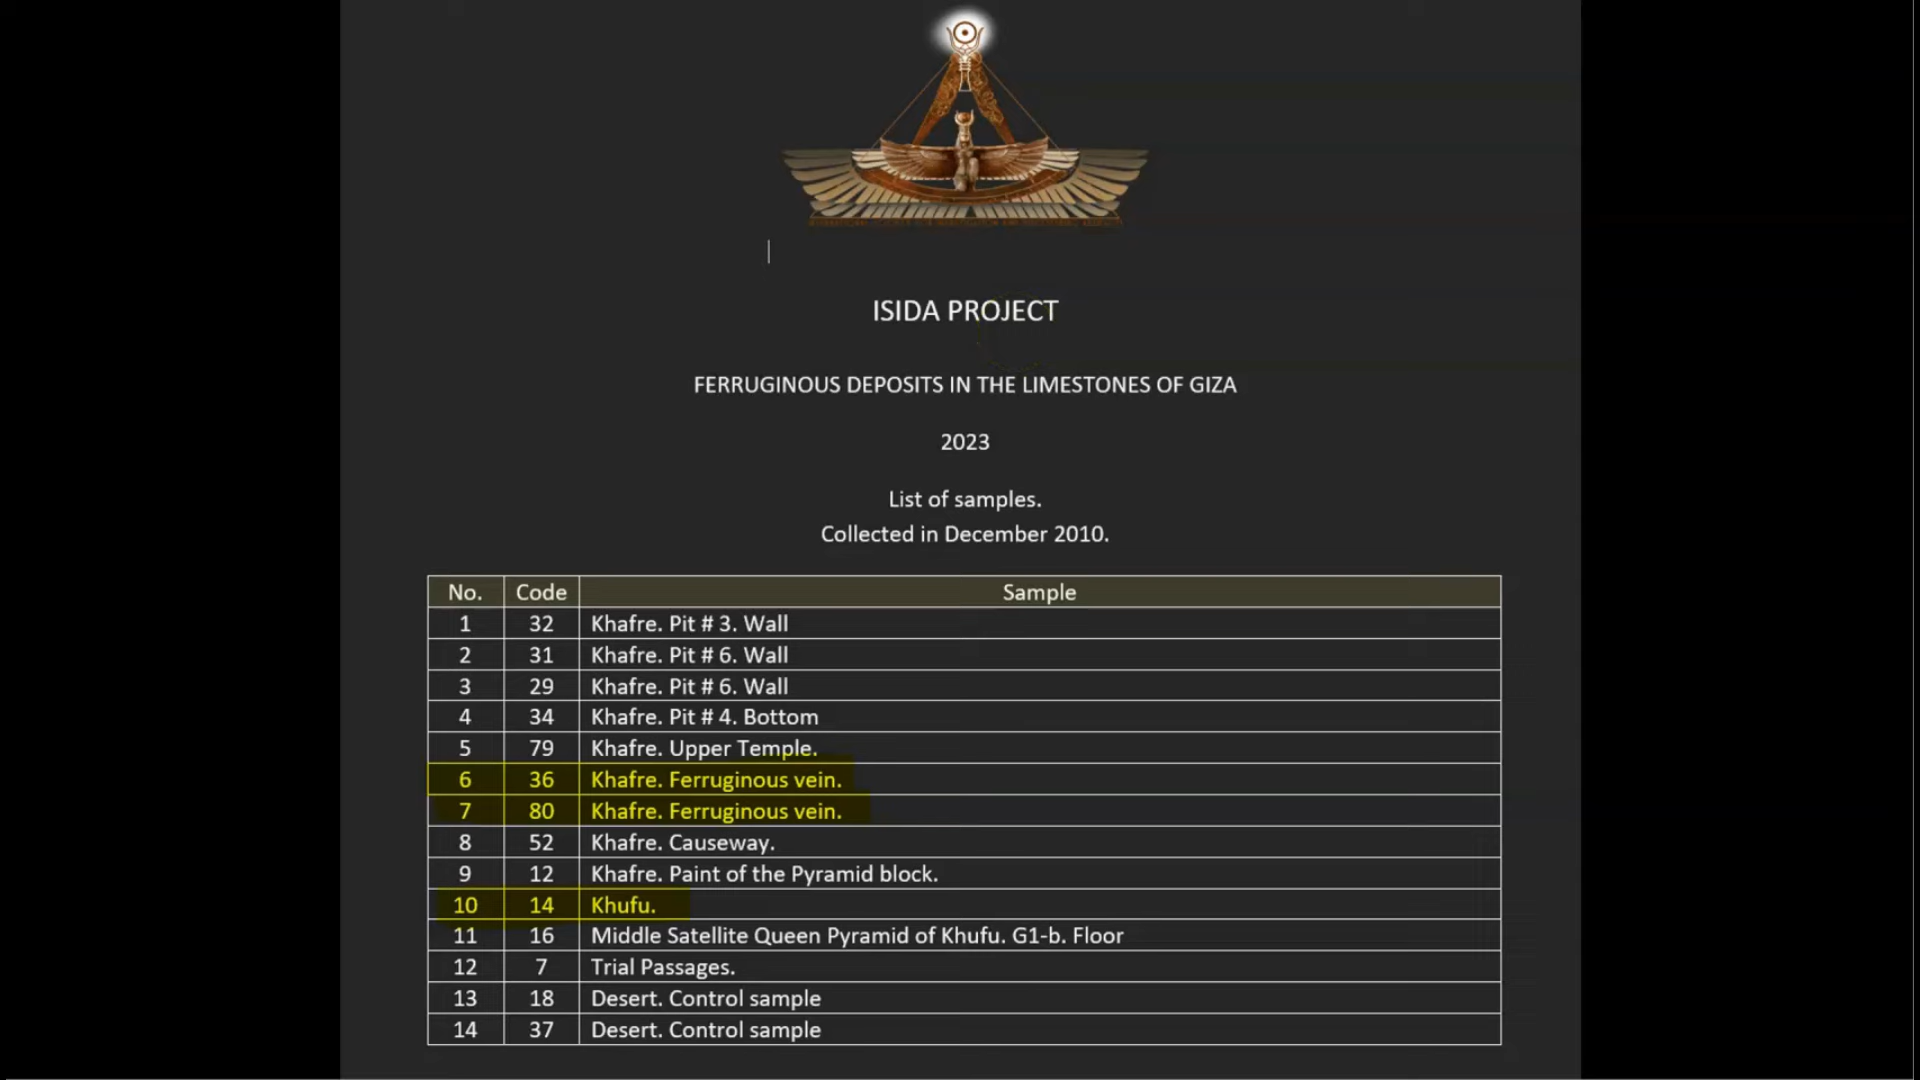 ISIDA PROJECT
FERRUGINOUS DEPOSITS IN THE LIMESTONES OF GIZA
2023
List of samples.
Collected in December 2010.
No. Code Sample
1 32 Khafre. Pit # 3. Wall
2 31 Khafre. Pit # 6. Wall
3 29 Khafre. Pit # 6. Wall
4 34 Khafre. Pit # 4. Bottom
5 79 Khafre. Upper Temple.
6 36 Khafre. Ferruginous vein.
7 80 Khafre. Ferruginous vein.
8 52 Khafre. Causeway.
9 12 Khafre. Paint of the Pyramid block.
10 14 Khufu.
11 16 Middle Satellite Queen Pyramid of Khufu. G1-b. Floor
12 7 Trial Passages.
13 18 Desert. Control sample
14 37 Desert. Control sample